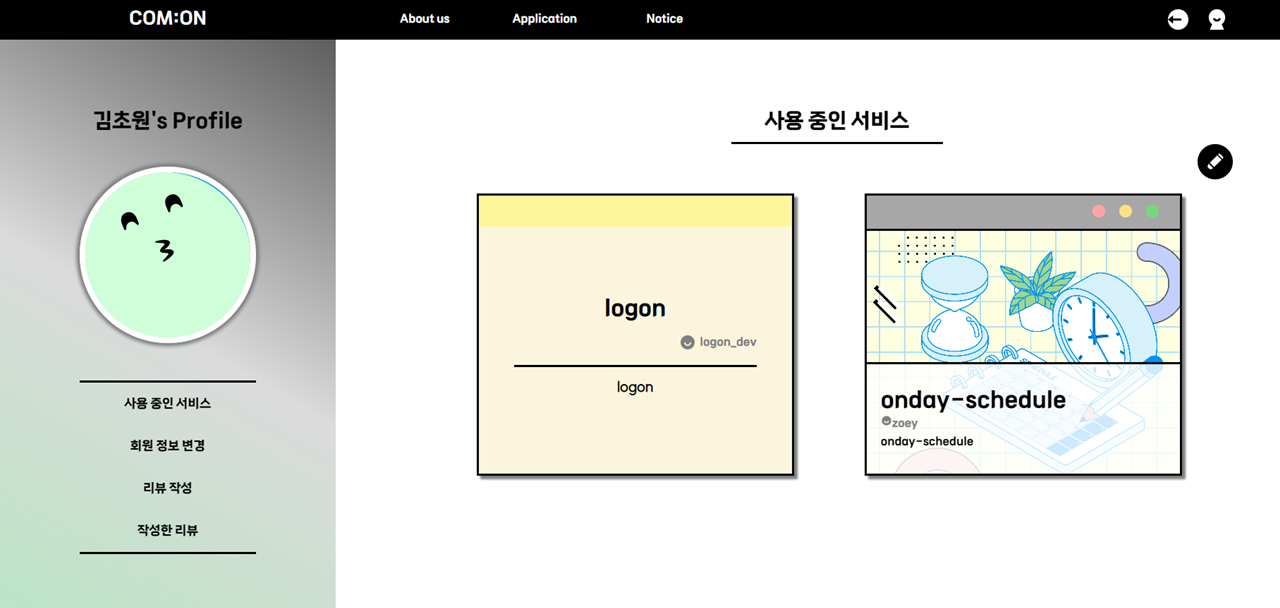 COM:ON
About us
Application
Notice
김초원's Profile
사용 중인 서비스
회원 정보 변경
리뷰 작성
작성한 리뷰
사용 중인 서비스
logon
logon_dev
logon
onday-schedule
zoey
onday-schedule